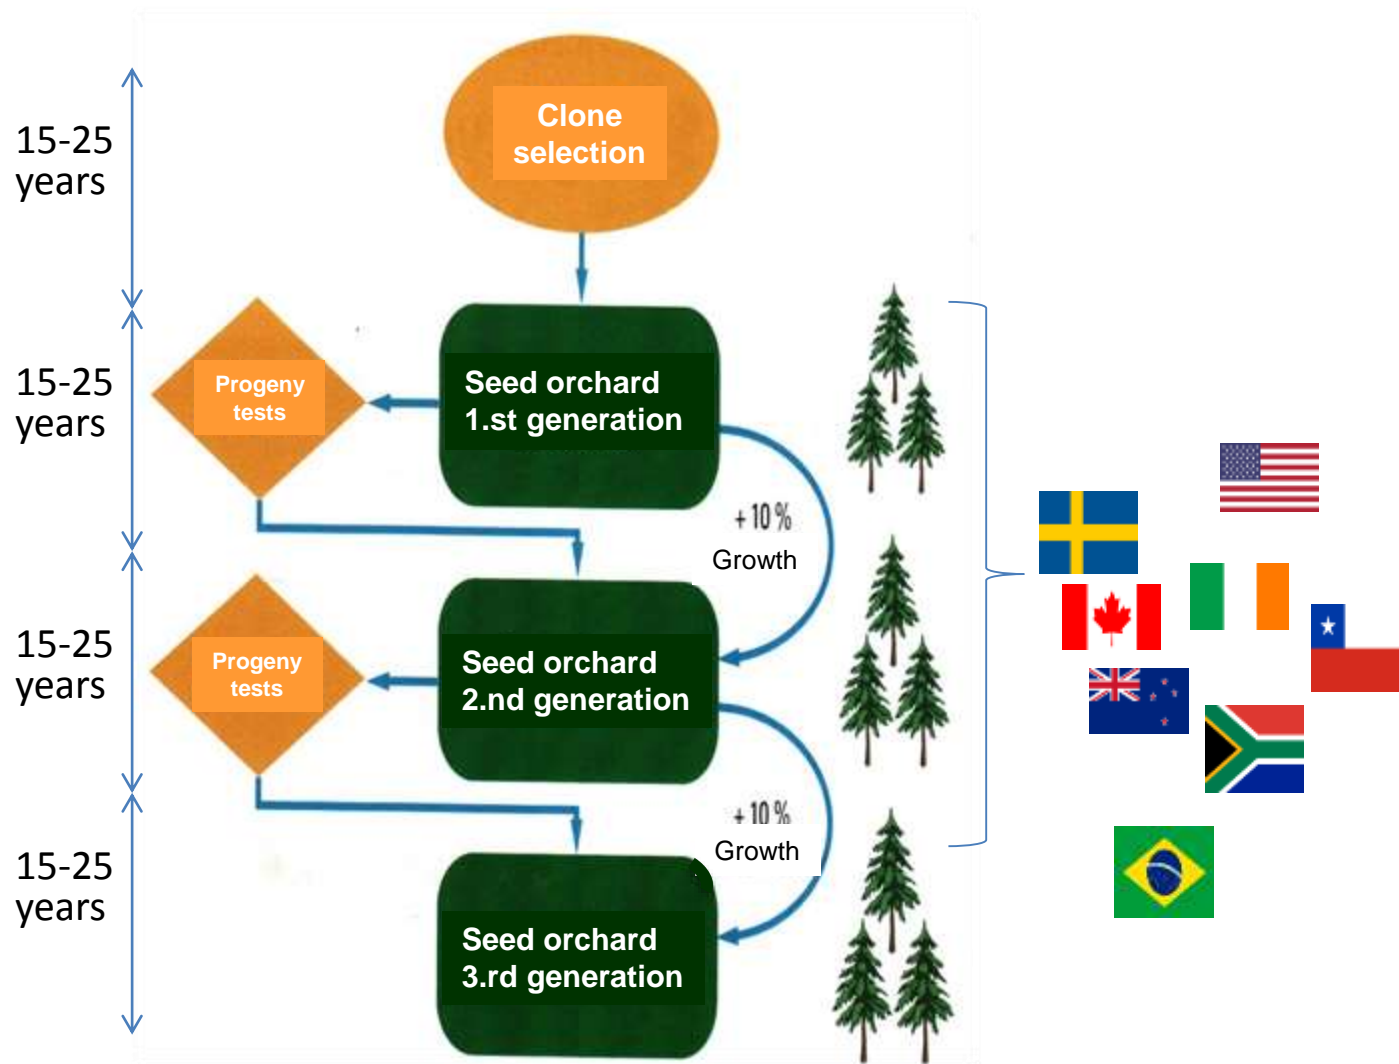 Clone
selection
15-25
years
15-25
years
Progeny
tests
Seed orchard
1.st generation
+ 10 %
Growth
15-25
years
Progeny
tests
Seed orchard
2.nd generation
+ 10 %
Growth
15-25
years
Seed orchard
3.rd generation